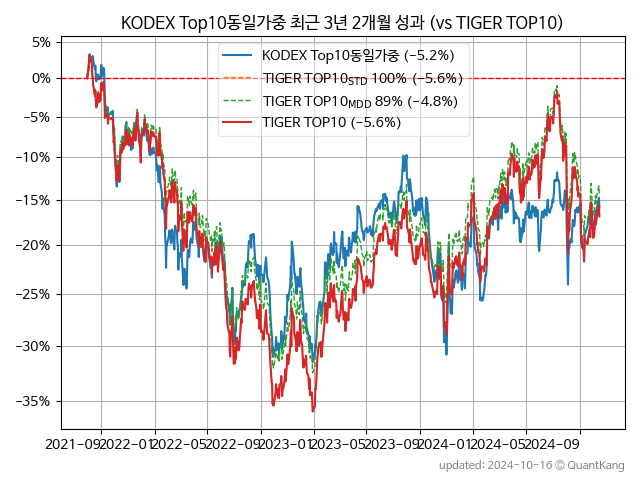 KODEX Top10동일가중 최근 3년 2개월 성과 (vs TIGER TOP10)
KODEX Top10동일가중 (−5.2%)
TIGER TOP10STD 100% (−5.6%)
TIGER TOP10MDD 89% (−4.8%)
TIGER TOP10 (−5.6%)
5%
0%
−5%
−10%
−15%
−20%
−25%
−30%
−35%
2021-09 2022-01 2022-05 2022-09 2023-01 2023-05 2023-09 2024-01 2024-05 2024-09
updated: 2024-10-16 © QuantKang